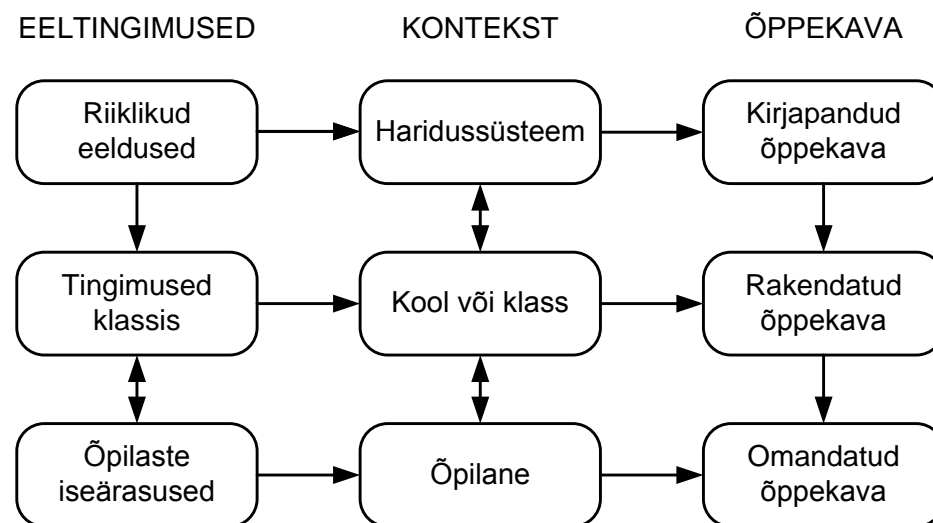 EELTINGIMUSED
KONTEKST
ÕPPEKAVA
Riiklikud
eeldused
Haridussüsteem
Kirjapandud
õppekava
Tingimused
klassis
Kool või klass
Rakendatud
õppekava
Õpilaste
iseärasused
Õpilane
Omandatud
õppekava